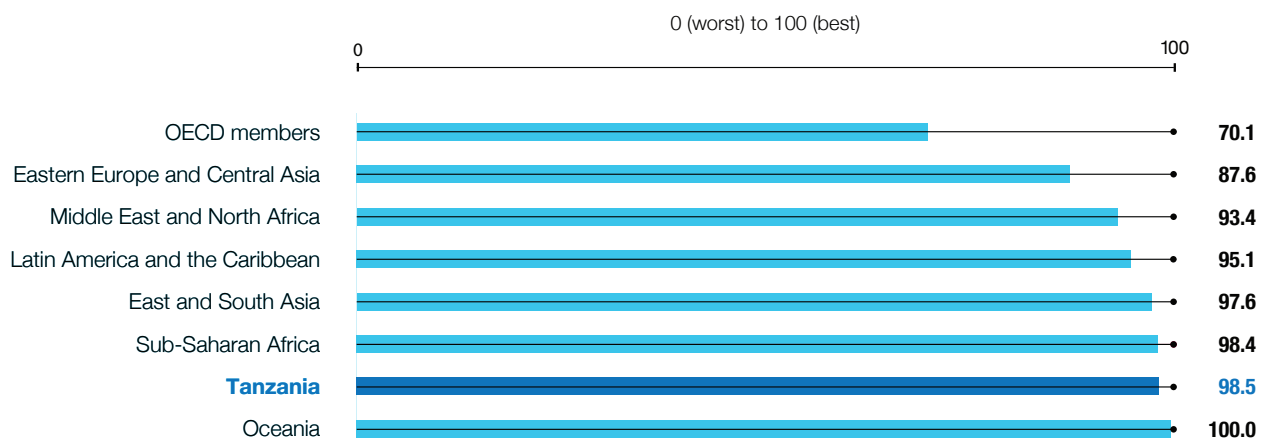 0 (worst) to 100 (best)
0 100
OECD members 70.1
Eastern Europe and Central Asia 87.6
Middle East and North Africa 93.4
Latin America and the Caribbean 95.1
East and South Asia 97.6
Sub-Saharan Africa 98.4
Tanzania 98.5
Oceania 100.0